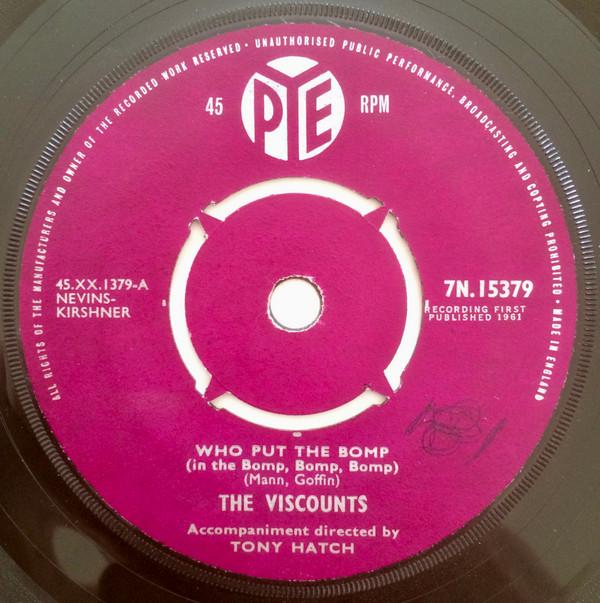 ALL RIGHTS OF THE MANUFACTURERS AND OWNER OF THE RECORDED WORK RESERVED • UNAUTHORISED PUBLIC PERFORMANCE, BROADCASTING AND COPYING PROHIBITED • MADE IN ENGLAND
45 PYE RPM
45.XX.1379-A
NEVINS-
KIRSHNER
7N.15379
RECORDING FIRST
PUBLISHED 1961
WHO PUT THE BOMP
(in the Bomp, Bomp, Bomp)
(Mann, Goffin)
THE VISCOUNTS
Accompaniment directed by
TONY HATCH